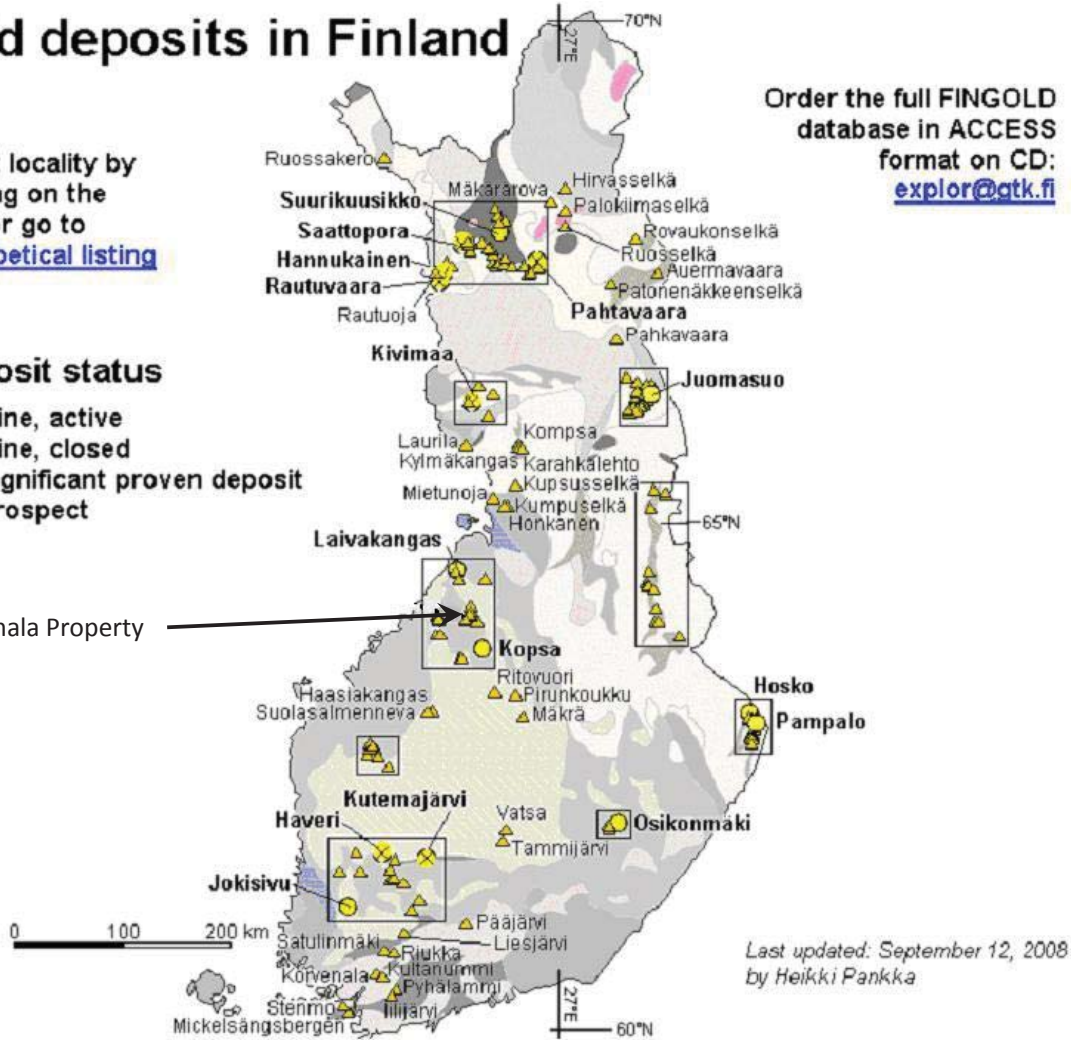 d deposits in Finland
70°N
27°E
Order the full FINGOLD
database in ACCESS
format on CD:
explor@gtk.fi
t locality by
ng on the
or go to
betical listing
Ruossakero
Mäkärärova
Hirvasselkä
Suurikuusikko
Palokiimaselkä
Saattopora
Rovaukonselkä
Ruosselkä
Hannukainen
Auermavaara
Rautuvaara
Patonenäkkeenselkä
Rautuoja
Pahtavaara
Pahkavaara
Kivimaa
osit status
Juomasuo
ine, active
ine, closed
gnificant proven deposit
rospect
Laurila
Kompsa
Kylmäkangas
Karahkalehto
Kupsusselkä
Mietunoja
Kumpuselkä
Honkanen
65°N
Laivakangas
nala Property
Kopsa
Ritovuori
Haasiakangas
Pirunkoukku
Suolasalmenneva
Mäkrä
Hosko
Pampalo
Kutemajärvi
Vatsa
Haveri
Osikonmäki
Tammijärvi
Jokisivu
0 100 200 km
Pääjärvi
Satulinmäki
Liesjärvi
Riukka
Korvenala
Kultanummi
Pyhälammi
Stenmo
Iilijärvi
Mickelsängsbergen
27°E
60°N
Last updated: September 12, 2008
by Heikki Pankka